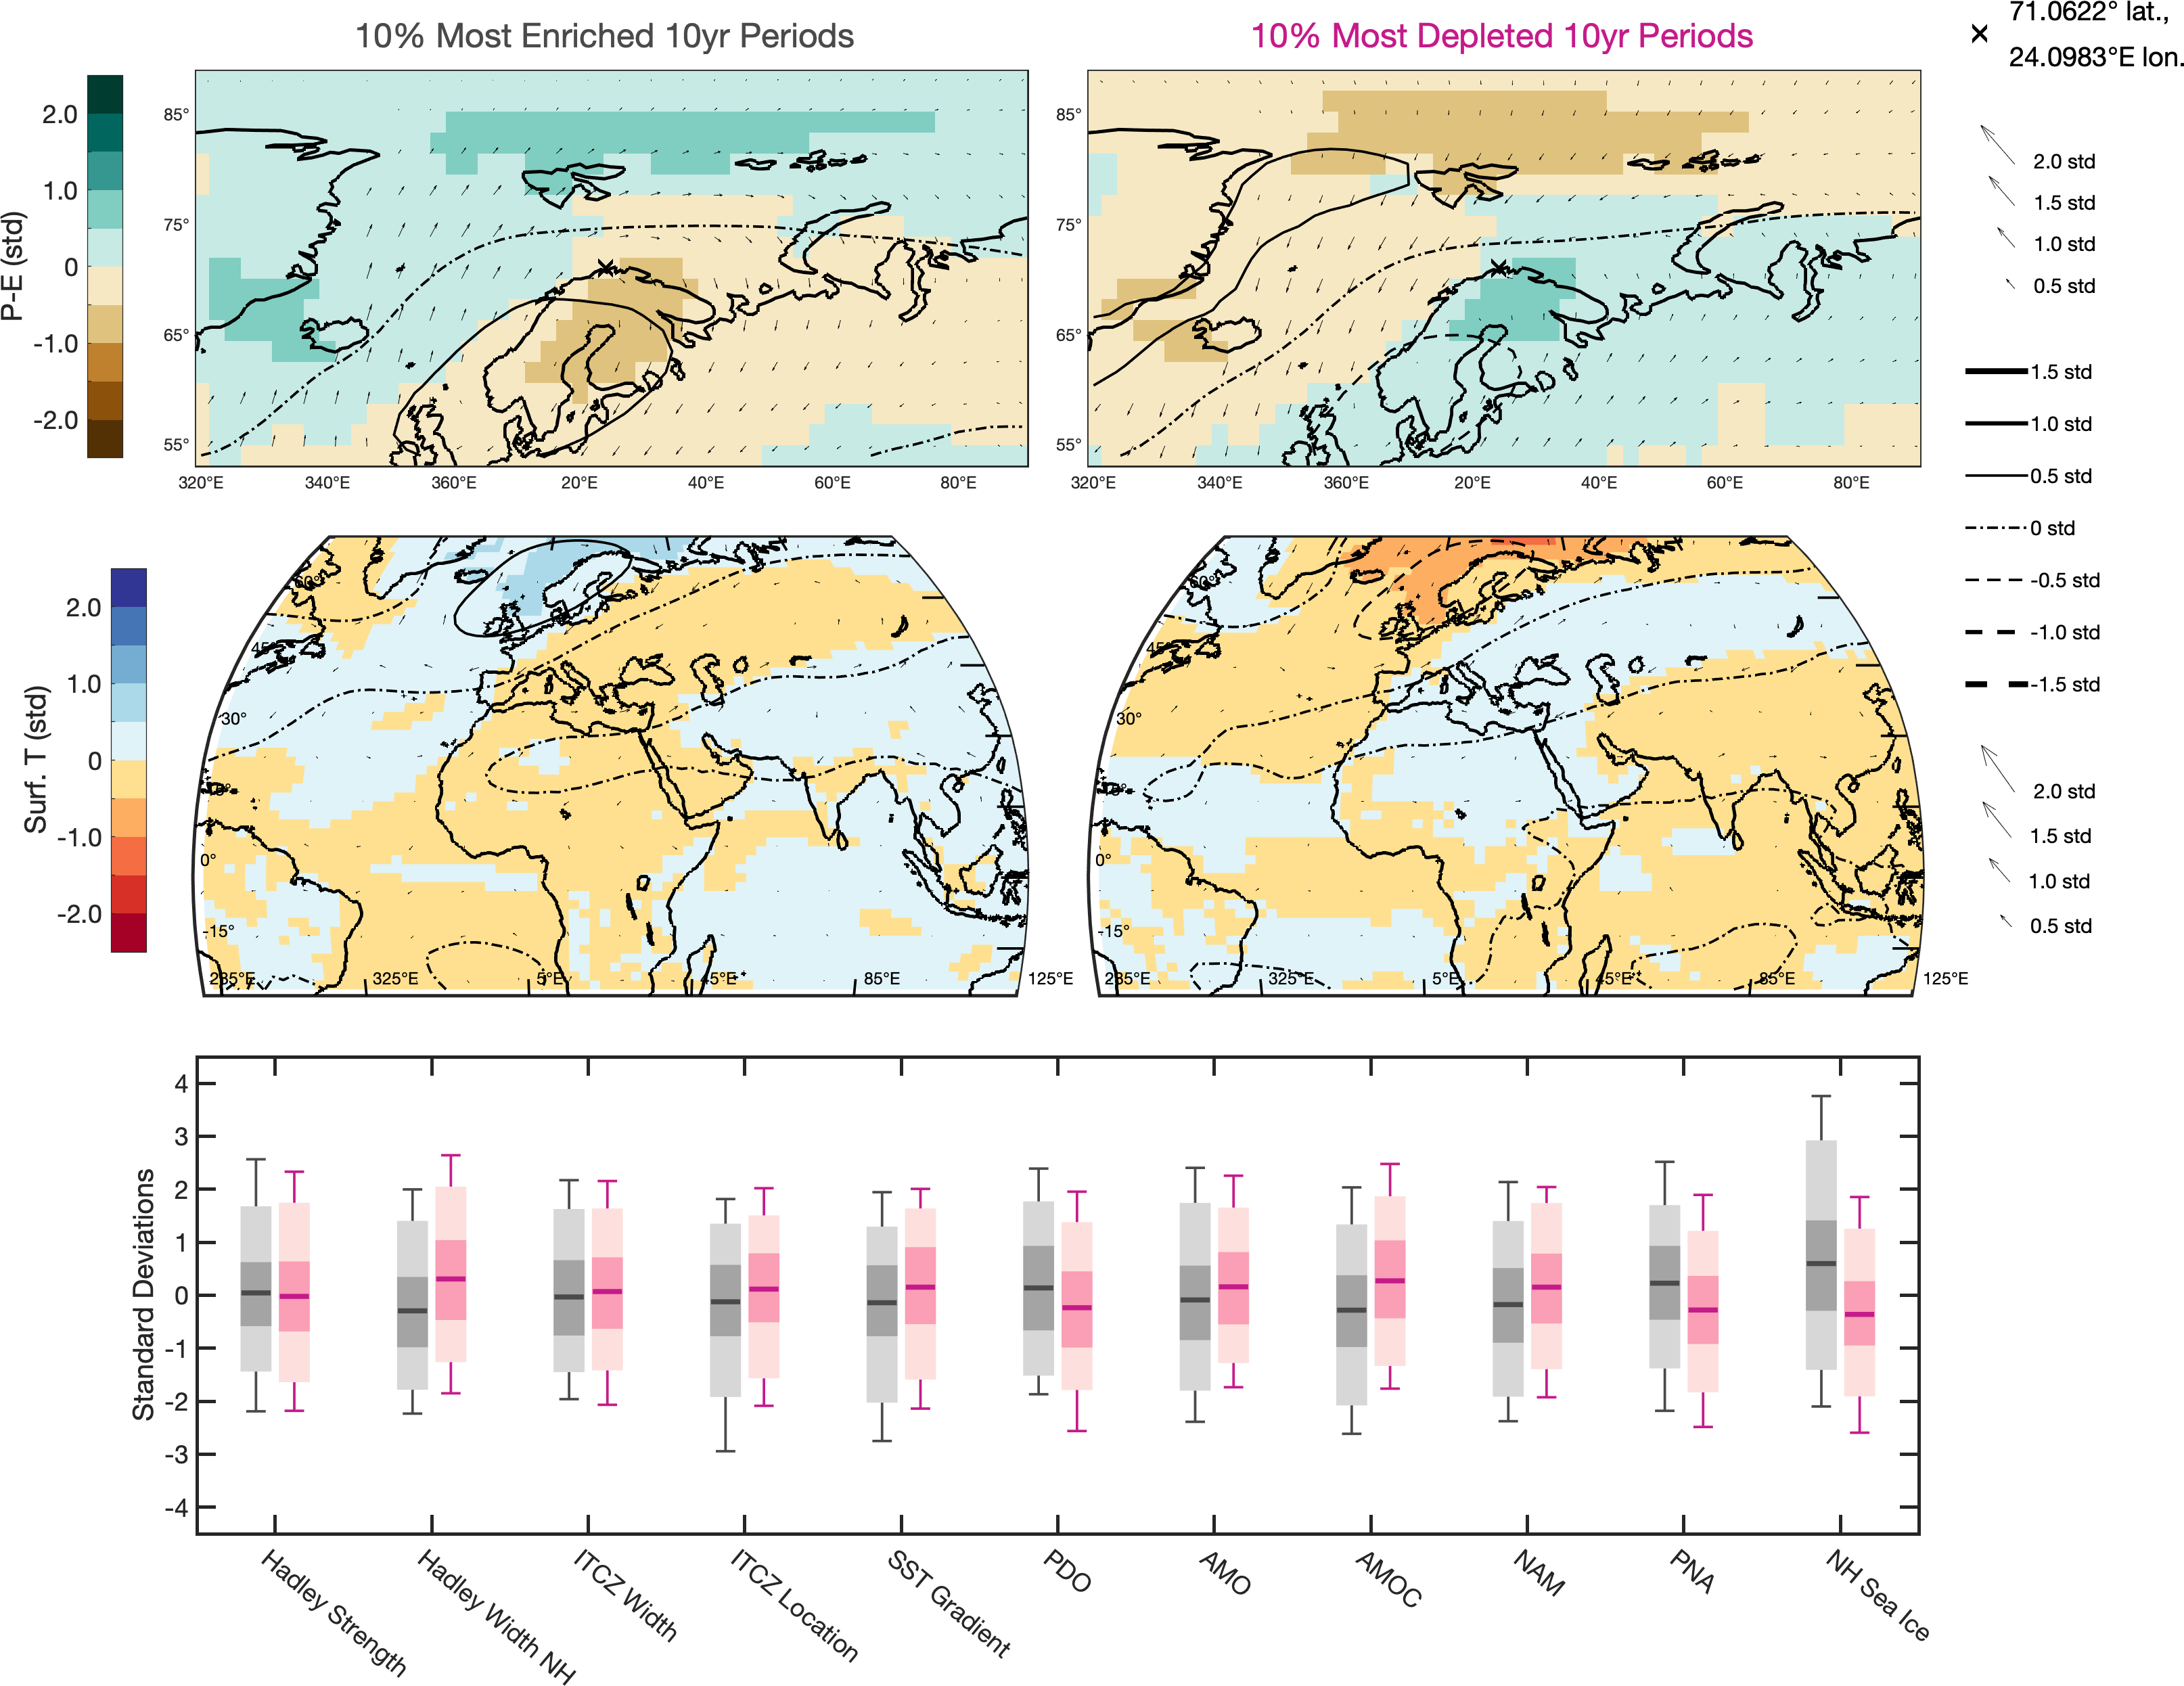 10% Most Enriched 10yr Periods
10% Most Depleted 10yr Periods
71.0622° lat.,
24.0983°E lon.
P-E (std)
2.0
1.0
0
-1.0
-2.0
85°
75°
65°
55°
320°E 340°E 360°E 20°E 40°E 60°E 80°E
85°
75°
65°
55°
320°E 340°E 360°E 20°E 40°E 60°E 80°E
2.0 std
1.5 std
1.0 std
0.5 std
1.5 std
1.0 std
0.5 std
0 std
-0.5 std
-1.0 std
-1.5 std
Surf. T (std)
2.0
1.0
0
-1.0
-2.0
60°
45°
30°
15°
0°
-15°
285°E 325°E 5°E 45°E 85°E 125°E
60°
45°
30°
15°
0°
-15°
285°E 325°E 5°E 45°E 85°E 125°E
2.0 std
1.5 std
1.0 std
0.5 std
Standard Deviations
4
3
2
1
0
-1
-2
-3
-4
Hadley Strength
Hadley Width NH
ITCZ Width
ITCZ Location
SST Gradient
PDO
AMO
AMOC
NAM
PNA
NH Sea Ice